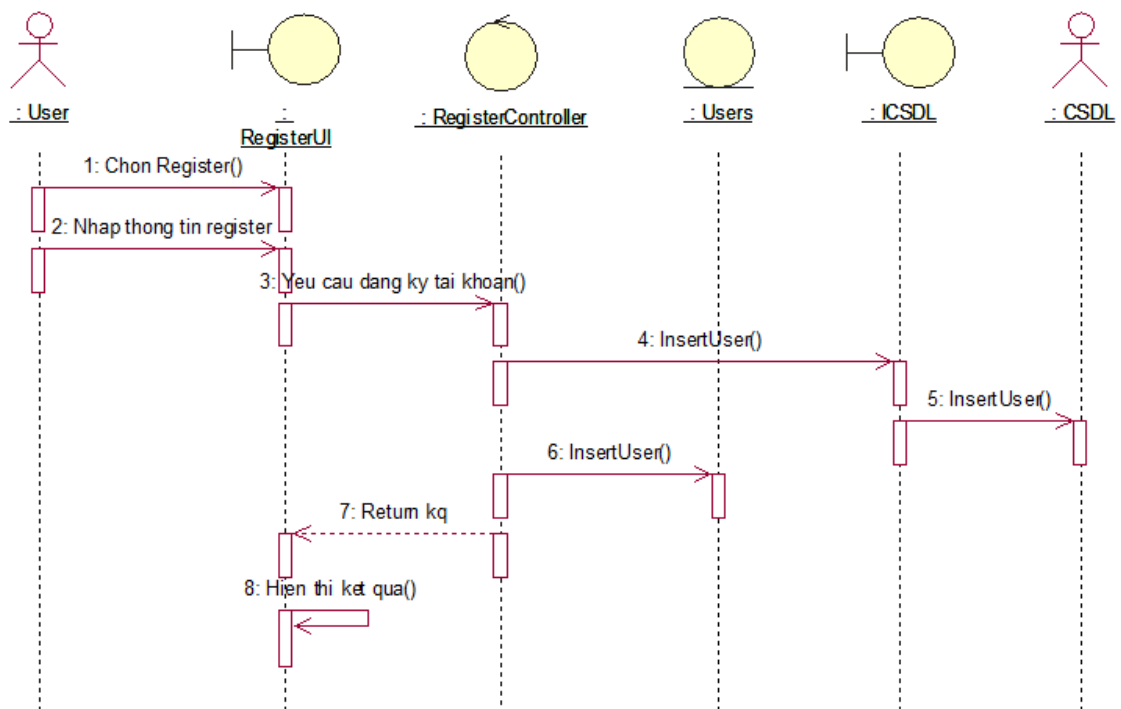 : User
:
RegisterUI
: RegisterController
: Users
: ICSDL
: CSDL
1: Chon Register()
2: Nhap thong tin register
3: Yeu cau dang ky tai khoan()
4: InsertUser()
5: InsertUser()
6: InsertUser()
7: Return kq
8: Hien thi ket qua()